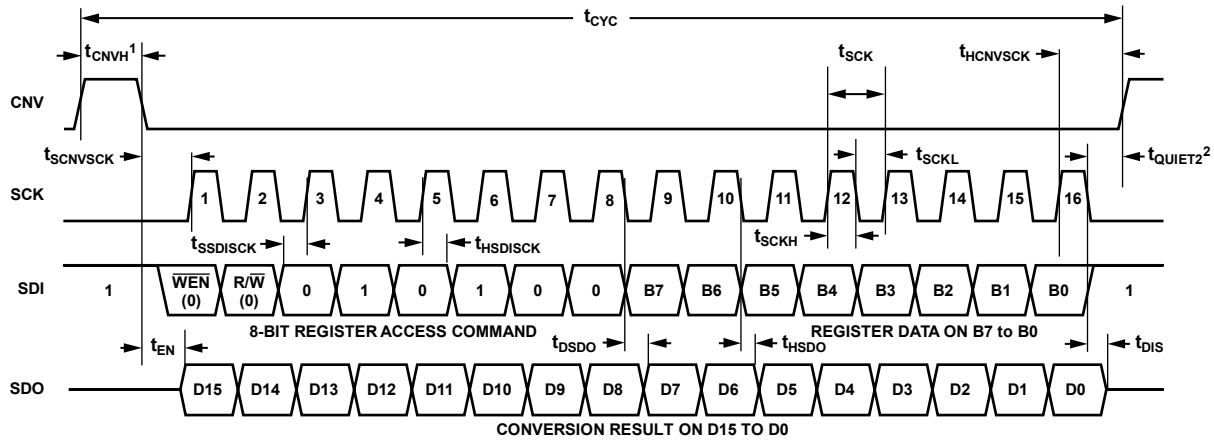 tCYC
tCNVH¹
tSCK
tHCNVSCK
CNV
tSCNVSCK
tSCKL
tQUIET2²
SCK
1 2 3 4 5 6 7 8 9 10 11 12 13 14 15 16
tSSDISCK
tHSDISCK
tSCKH
SDI
1 WEN (0) R/W (0) 0 1 0 1 0 0 B7 B6 B5 B4 B3 B2 B1 B0 1
8-BIT REGISTER ACCESS COMMAND
REGISTER DATA ON B7 to B0
tEN
tDSDO
tHSDO
tDIS
SDO
D15 D14 D13 D12 D11 D10 D9 D8 D7 D6 D5 D4 D3 D2 D1 D0
CONVERSION RESULT ON D15 TO D0